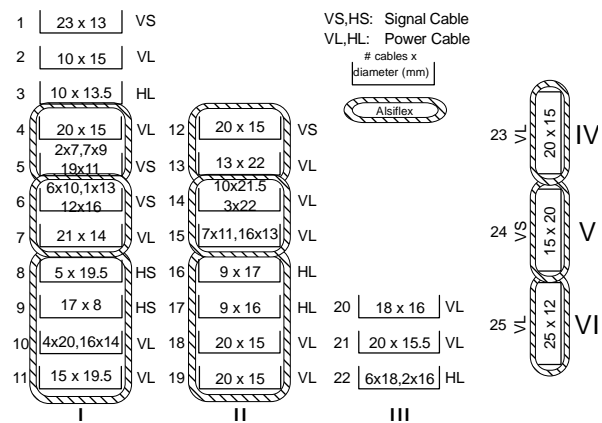 VS,HS: Signal Cable
VL,HL: Power Cable
# cables x
diameter (mm)
Alsiflex
1 23 x 13 VS
2 10 x 15 VL
3 10 x 13.5 HL
4 20 x 15 VL
2x7,7x9
5 19x11 VS
6x10,1x13
6 12x16 VS
7 21 x 14 VL
8 5 x 19.5 HS
9 17 x 8 HS
10 4x20,16x14 VL
11 15 x 19.5 VL
I
12 20 x 15 VS
13 13 x 22 VL
10x21.5
14 3x22 VL
15 7x11,16x13 VL
16 9 x 17 HL
17 9 x 16 HL
18 20 x 15 VL
19 20 x 15 VL
II
20 18 x 16 VL
21 20 x 15.5 VL
22 6x18,2x16 HL
III
23 VL 20 x 15 IV
24 VS 15 x 20 V
25 VL 25 x 12 VI